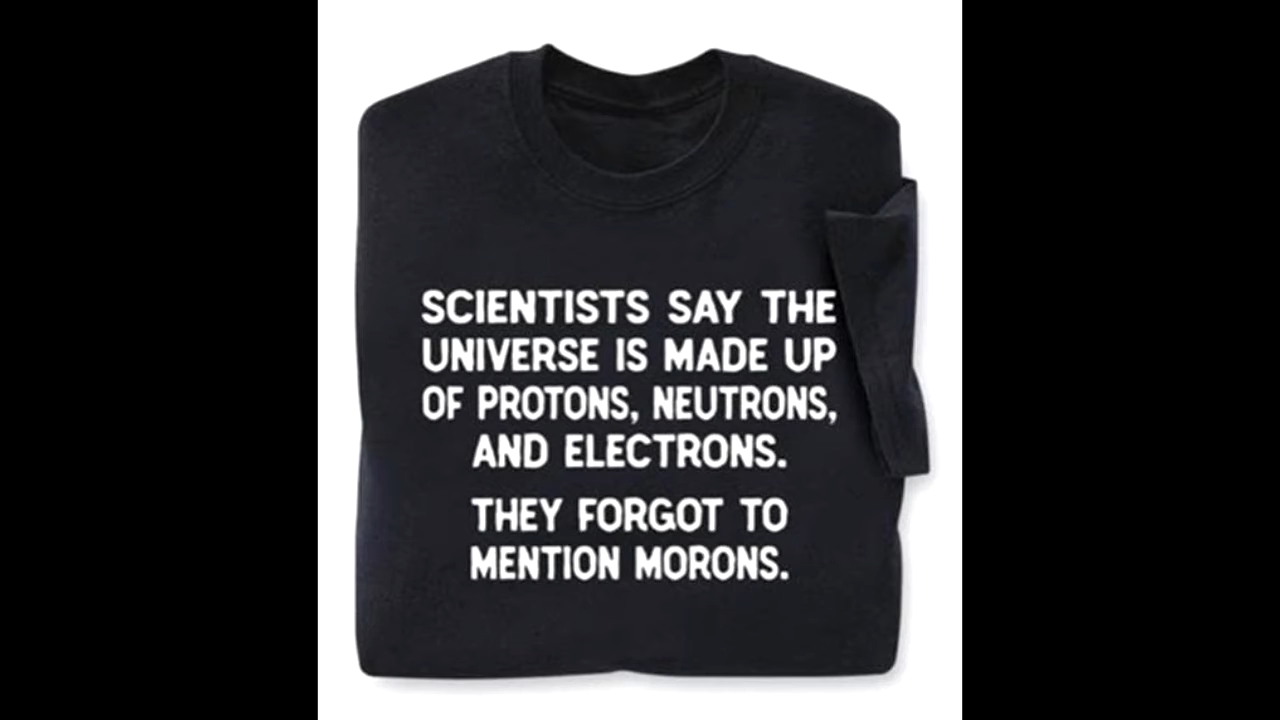 SCIENTISTS SAY THE
UNIVERSE IS MADE UP
OF PROTONS, NEUTRONS,
AND ELECTRONS.
THEY FORGOT TO
MENTION MORONS.